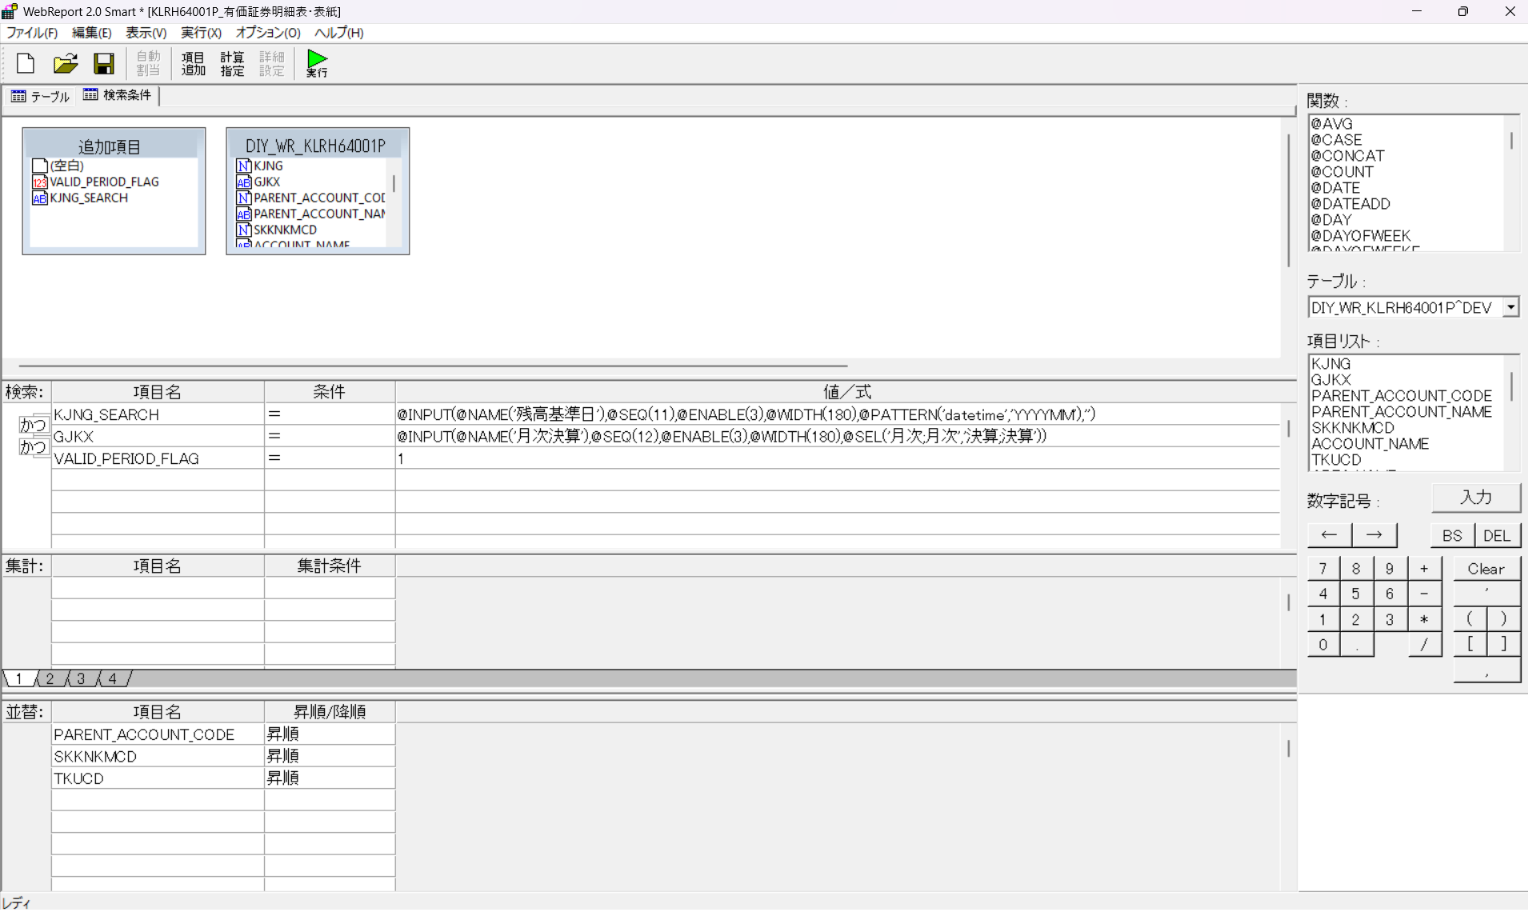 WebReport 2.0 Smart * [KLRH64001P_有価証券明細表・表紙]
ファイル(F) 編集(E) 表示(V) 実行(X) オプション(O) ヘルプ(H)
自動割当 項目追加 計算指定 詳細設定 実行
テーブル 検索条件
追加項目
(空白)
VALID_PERIOD_FLAG
KJNG_SEARCH
DIY_WR_KLRH64001P
KJNG
GJKX
PARENT_ACCOUNT_COD
PARENT_ACCOUNT_NAM
SKKNKMCD
ACCOUNT_NAME
検索: 項目名 条件 値／式
KJNG_SEARCH = @INPUT(@NAME('残高基準日'),@SEQ(11),@ENABLE(3),@WIDTH(180),@PATTERN('datetime','YYYYMM'),'')
かつ
GJKX = @INPUT(@NAME('月次決算'),@SEQ(12),@ENABLE(3),@WIDTH(180),@SEL('月次;月次','決算;決算'))
かつ
VALID_PERIOD_FLAG = 1
集計: 項目名 集計条件
1 2 3 4
並替: 項目名 昇順/降順
PARENT_ACCOUNT_CODE 昇順
SKKNKMCD 昇順
TKUCD 昇順
レディ
関数 :
@AVG
@CASE
@CONCAT
@COUNT
@DATE
@DATEADD
@DAY
@DAYOFWEEK
テーブル :
DIY_WR_KLRH64001P^DEV
項目リスト :
KJNG
GJKX
PARENT_ACCOUNT_CODE
PARENT_ACCOUNT_NAME
SKKNKMCD
ACCOUNT_NAME
TKUCD
数字記号 : 入力
← → BS DEL
7 8 9 + Clear
4 5 6 - '
1 2 3 * ( )
0 . / [ ]
,